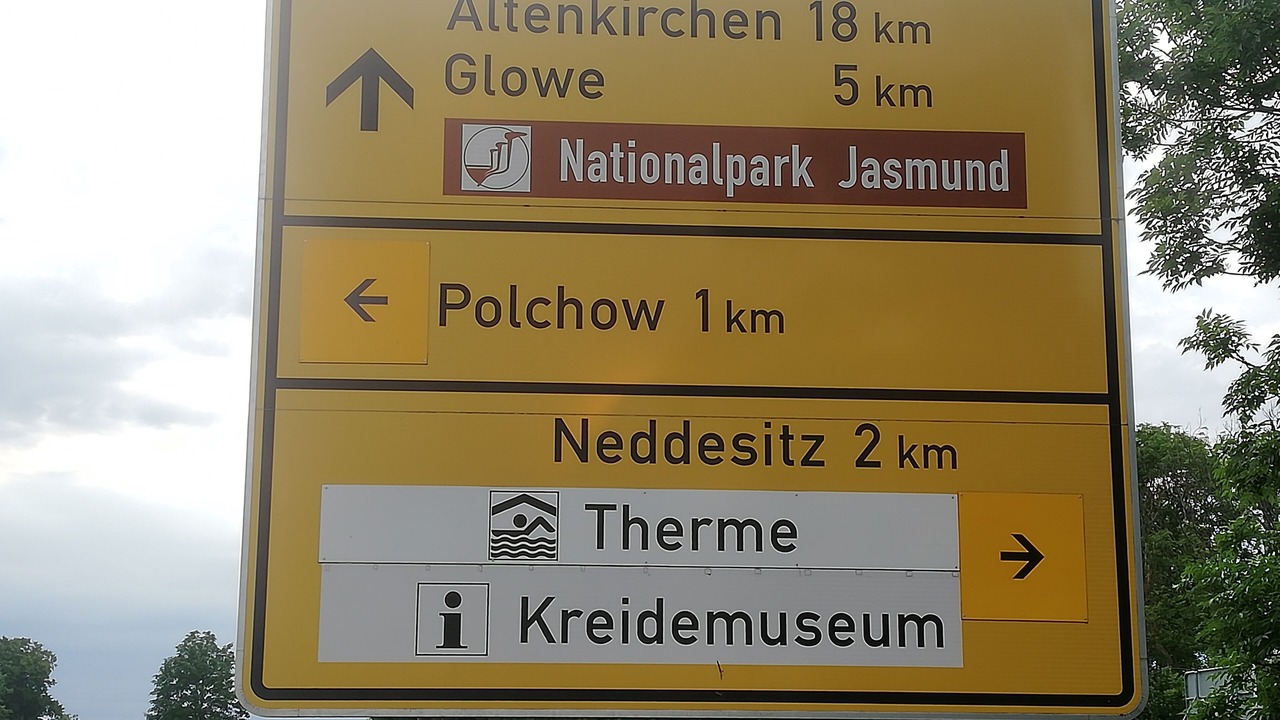 Altenkirchen 18 km
Glowe 5 km
Nationalpark Jasmund
Polchow 1 km
Neddesitz 2 km
Therme
i Kreidemuseum